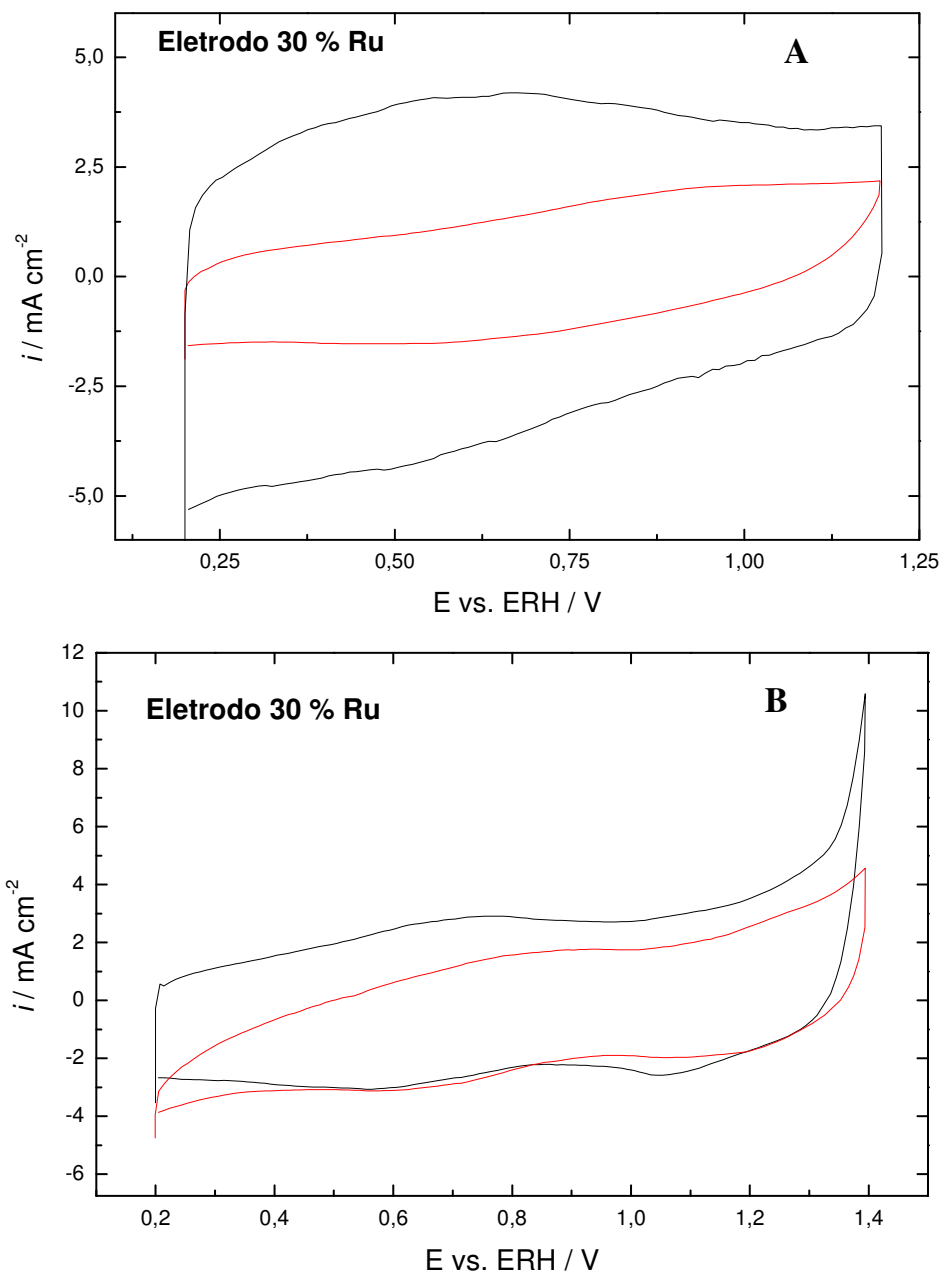 Eletrodo 30 % Ru
A
5,0
2,5
0,0
-2,5
-5,0
i / mA cm-2
0,25 0,50 0,75 1,00 1,25
E vs. ERH / V
Eletrodo 30 % Ru
B
12
10
8
6
4
2
0
-2
-4
-6
i / mA cm-2
0,2 0,4 0,6 0,8 1,0 1,2 1,4
E vs. ERH / V